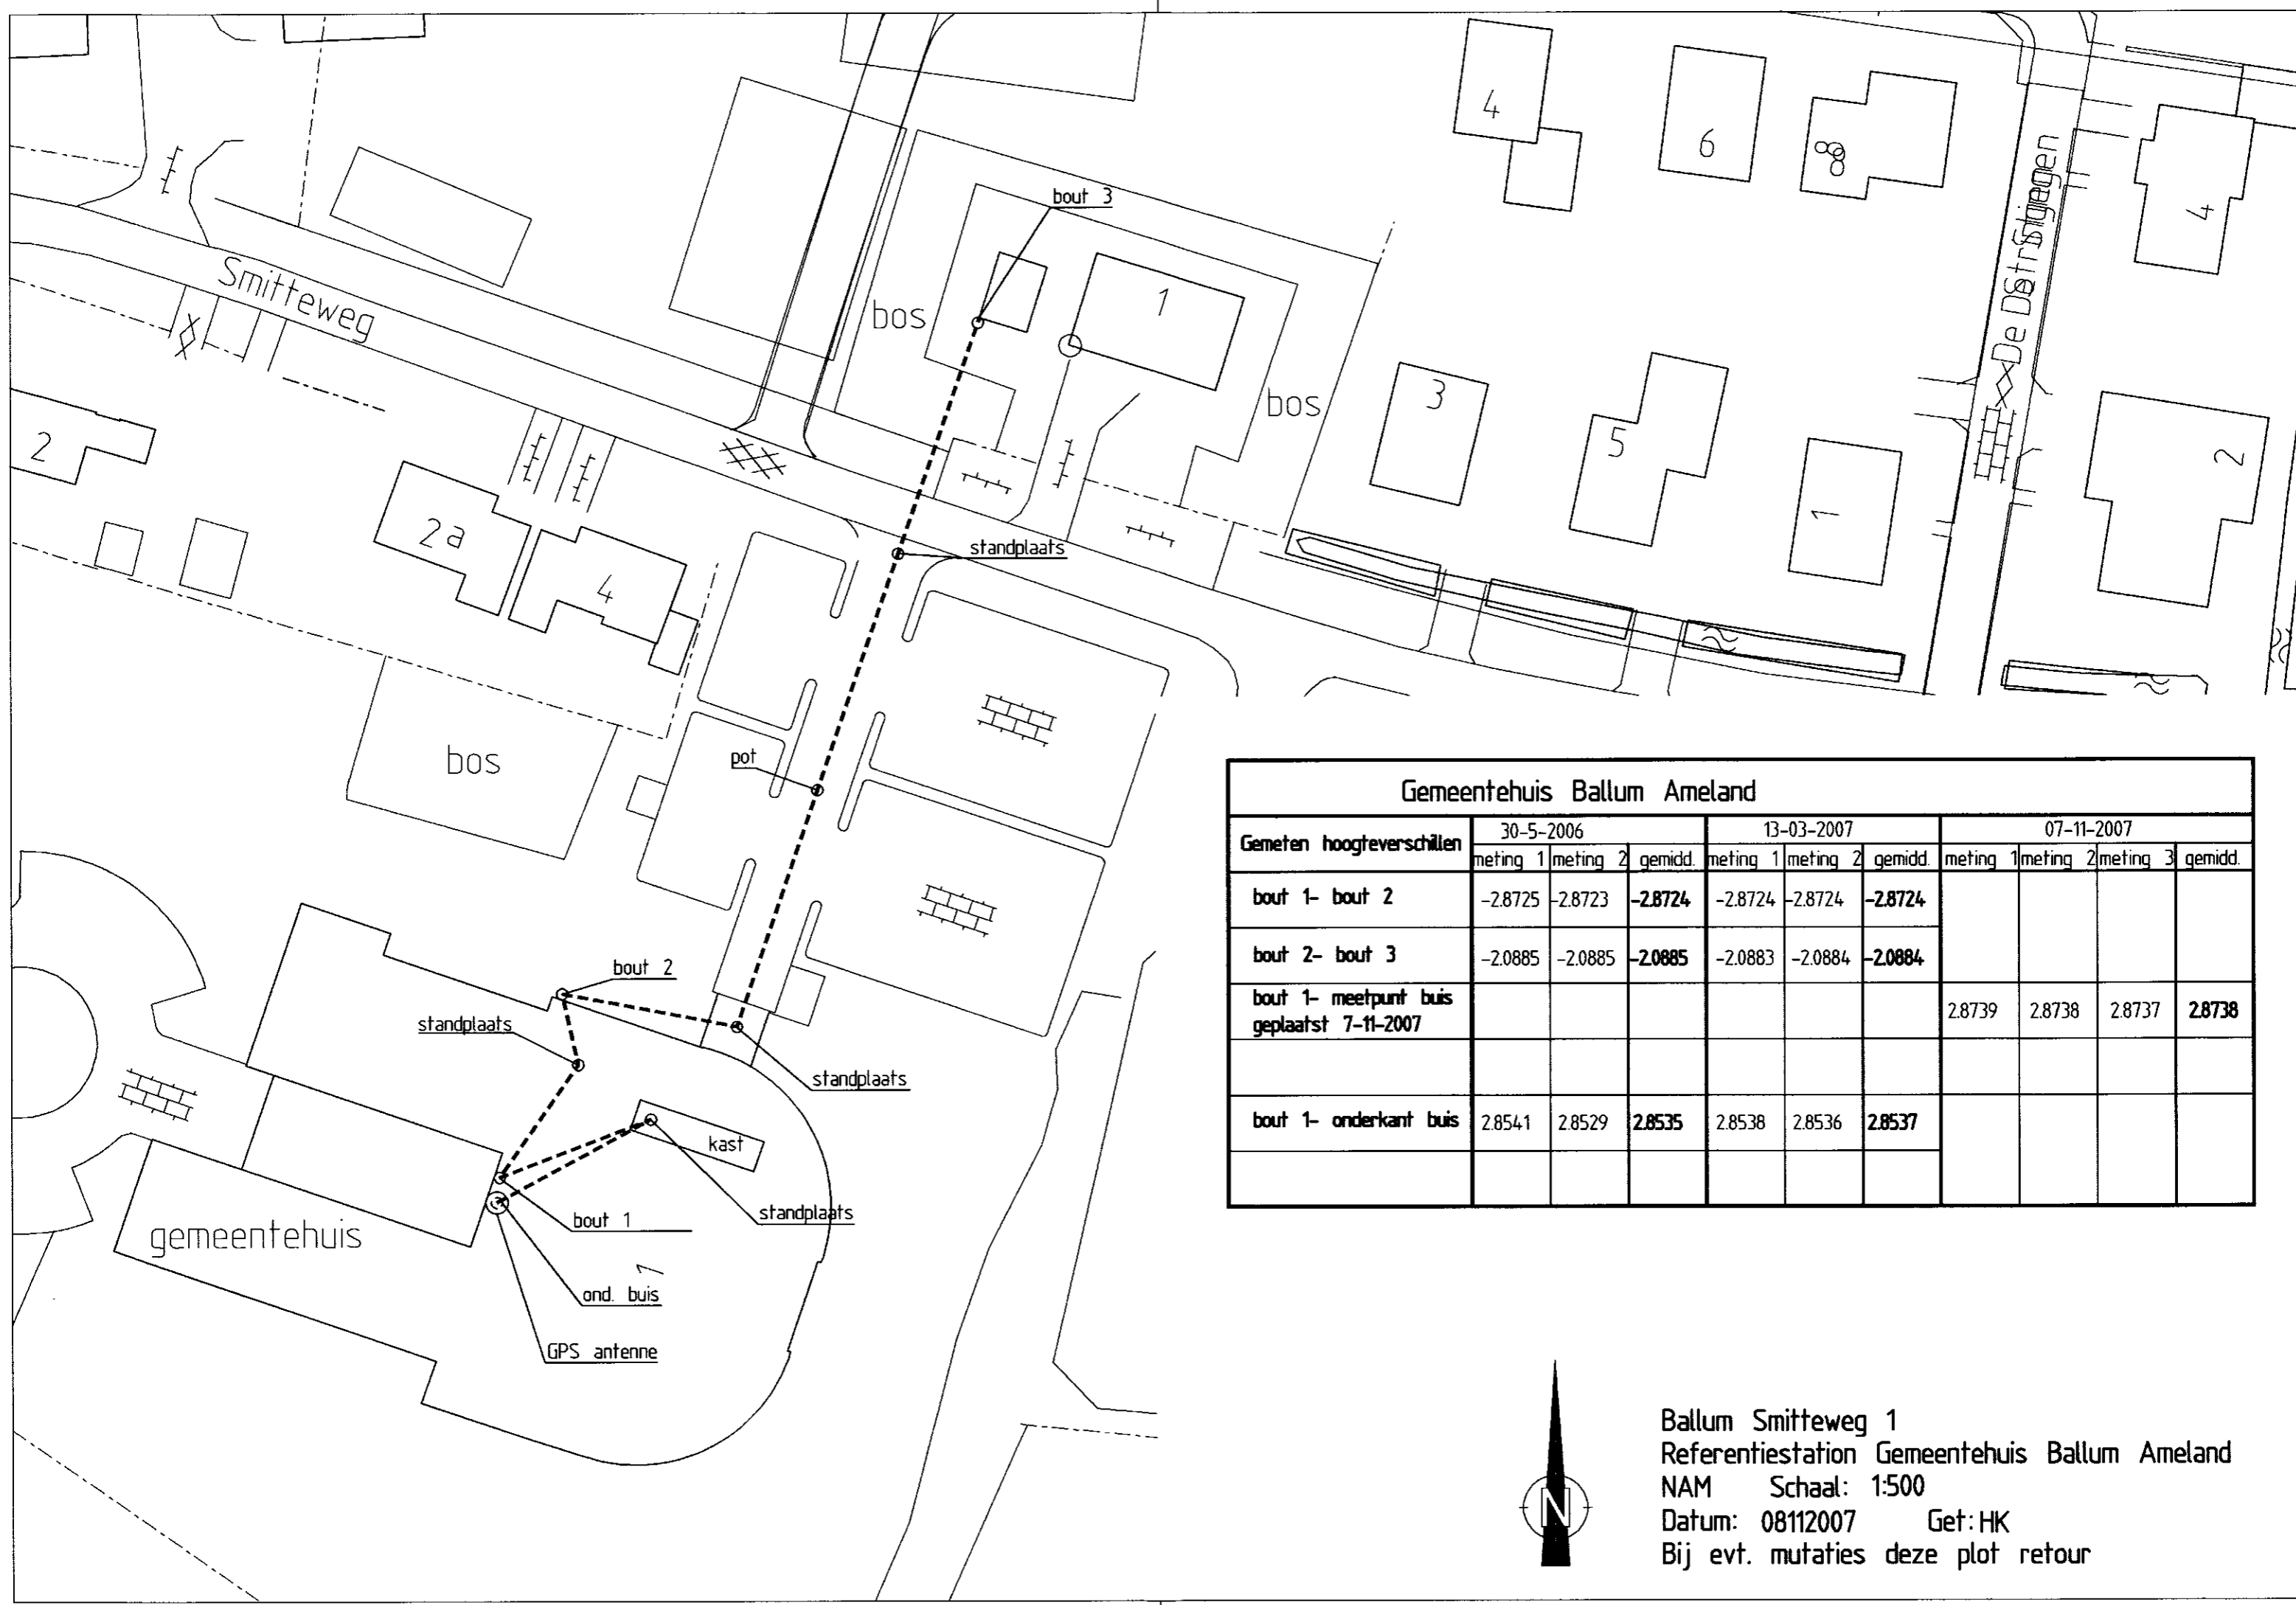 4
6
8
4
bout 3
De Strsingen
Smitteweg
bos
1
bos
3
5
1
2
2
2a
4
standplaats
bos
pot
Gemeentehuis Ballum Ameland
Gemeten hoogteverschillen 30-5-2006 13-03-2007 07-11-2007
meting 1 meting 2 gemidd. meting 1 meting 2 gemidd. meting 1 meting 2 meting 3 gemidd.
bout 1- bout 2 -2.8725 -2.8723 -2.8724 -2.8724 -2.8724 -2.8724
bout 2- bout 3 -2.0885 -2.0885 -2.0885 -2.0883 -2.0884 -2.0884
bout 1- meetpunt buis
geplaatst 7-11-2007 2.8739 2.8738 2.8737 2.8738
bout 1- onderkant buis 2.8541 2.8529 2.8535 2.8538 2.8536 2.8537
bout 2
standplaats
standplaats
kast
standplaats
bout 1
gemeentehuis
1
ond. buis
GPS antenne
N
Ballum Smitteweg 1
Referentiestation Gemeentehuis Ballum Ameland
NAM Schaal: 1:500
Datum: 08112007 Get: HK
Bij evt. mutaties deze plot retour